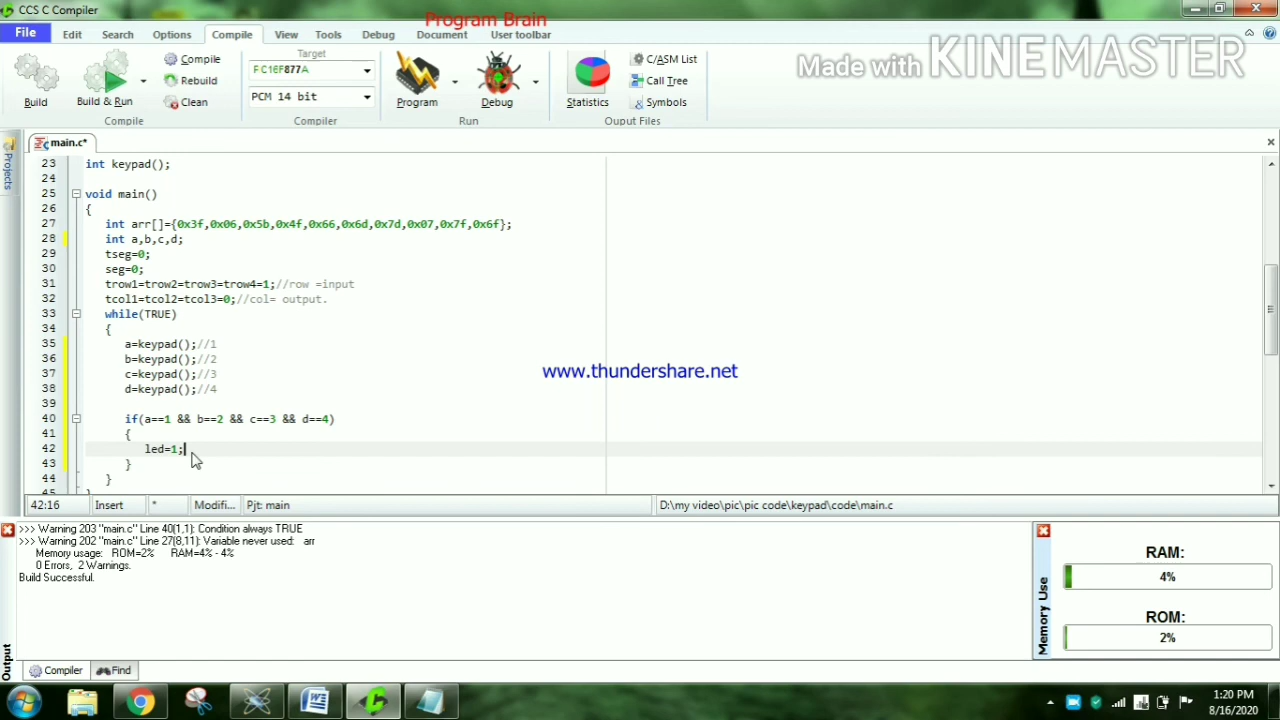 CCS C Compiler
Program Brain
File Edit Search Options Compile View Tools Debug Document User toolbar
Made with KINEMASTER
Build
Build & Run
Compile
Rebuild
Clean
Compile
Target
PCM 14 bit
Compiler
Program
Debug
Run
Statistics
C/ASM List
Call Tree
Symbols
Ouput Files
main.c*
Projects
23 int keypad();
24
25 void main()
26 {
27 int arr[]={0x3f,0x06,0x5b,0x4f,0x66,0x6d,0x7d,0x07,0x7f,0x6f};
28 int a,b,c,d;
29 tseg=0;
30 seg=0;
31 trow1=trow2=trow3=trow4=1;//row =input
32 tcol1=tcol2=tcol3=0;//col= output.
33 while(TRUE)
34 {
35 a=keypad();//1
36 b=keypad();//2
37 c=keypad();//3
38 d=keypad();//4
39
40 if(a==1 && b==2 && c==3 && d==4)
41 {
42 led=1;
43 }
44 }
45 }
www.thundershare.net
42:16 Insert * Modifi... Pjt: main D:\my video\pic\pic code\keypad\code\main.c
>>> Warning 203 "main.c" Line 40(1,1): Condition always TRUE
>>> Warning 202 "main.c" Line 27(8,11): Variable never used: arr
Memory usage: ROM=2% RAM=4% - 4%
0 Errors, 2 Warnings.
Build Successful.
Output
Memory Use
RAM:
4%
ROM:
2%
Compiler Find
1:20 PM
8/16/2020